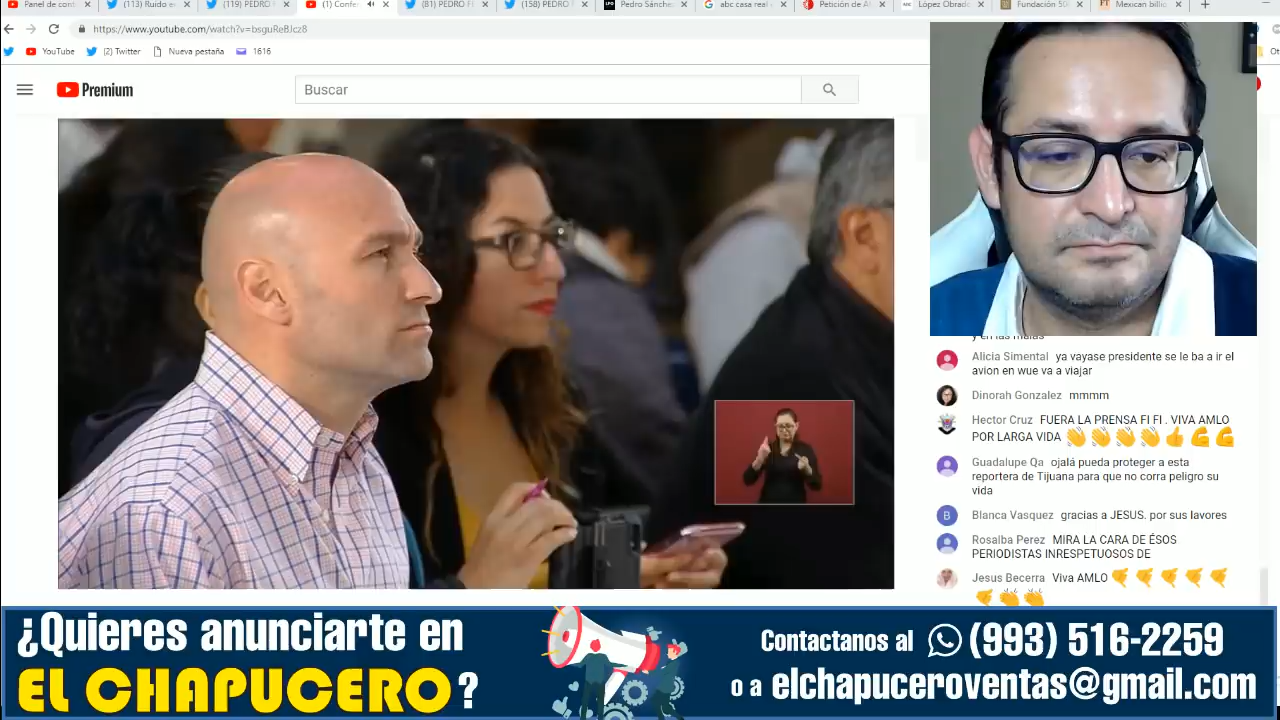 Panel de cont
(113) Ruido e
(119) PEDRO
(1) Confe
(81) PEDRO F
(158) PEDRO
Pedro Sánche
abc casa real
Petición de A
López Obrado
Fundación 50
Mexican billio
https://www.youtube.com/watch?v=bsguReBJcz8
YouTube
(2) Twitter
Nueva pestaña
1616
Premium
Buscar
y en las malas
Alicia Simental ya vayase presidente se le ba a ir el
avion en wue va a viajar
Dinorah Gonzalez mmmm
Hector Cruz FUERA LA PRENSA FI FI . VIVA AMLO
POR LARGA VIDA 👏👏👏👏👍💪💪
Guadalupe Qa ojalá pueda proteger a esta
reportera de Tijuana para que no corra peligro su
vida
B
Blanca Vasquez gracias a JESUS. por sus lavores
Rosalba Perez MIRA LA CARA DE ÉSOS
PERIODISTAS INRESPETUOSOS DE
Jesus Becerra Viva AMLO
¿Quieres anunciarte en
EL CHAPUCERO?
Contactanos al (993) 516-2259
o a elchapuceroventas@gmail.com